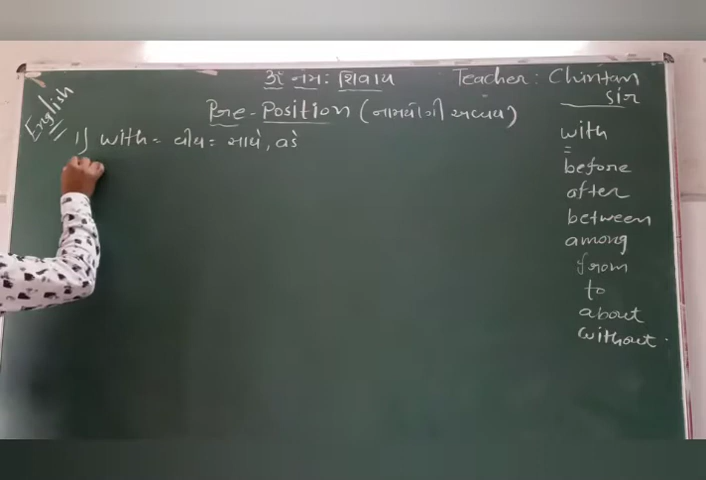 ૐ નમ: શિવાય
Teacher: Chintan sir
English
Pre-Position (નામયોગી અવ્યય)
1) with = વીથ = સાથે, વડે
with
before
after
between
among
from
to
about
without.